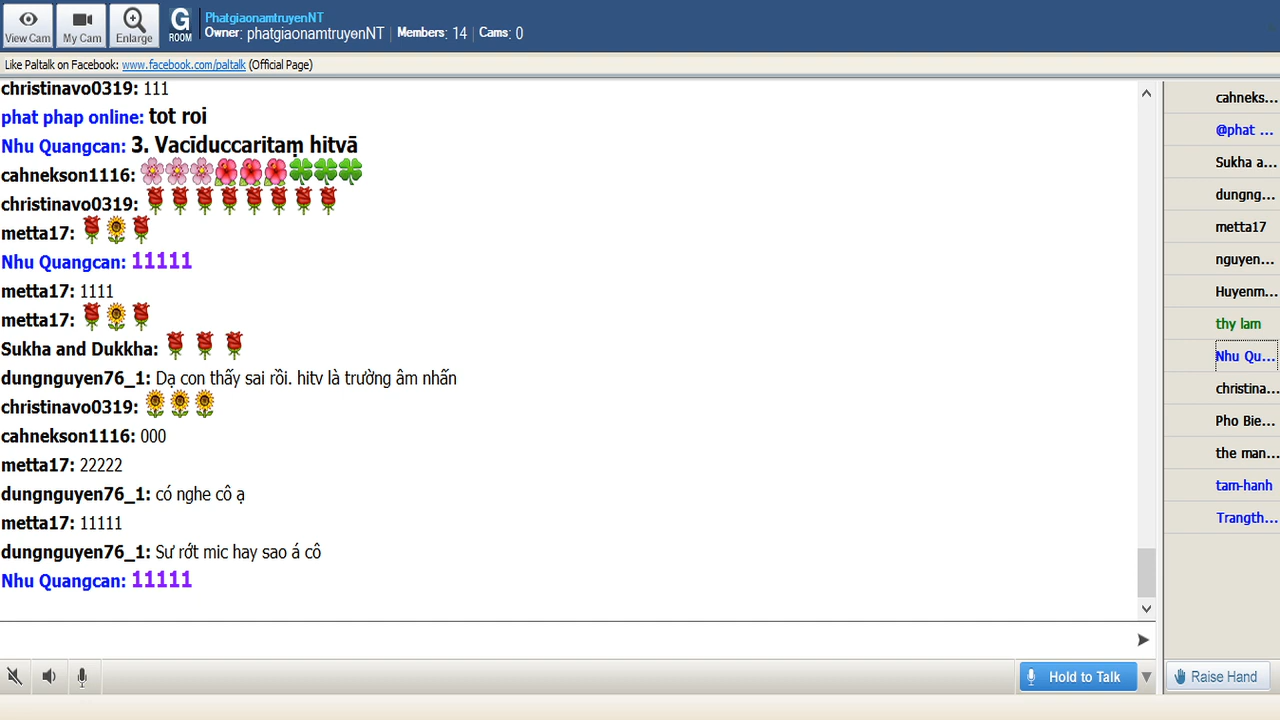 View Cam
My Cam
Enlarge
G
ROOM
PhatgiaonamtruyenNT
Owner: phatgiaonamtruyenNT | Members: 14 | Cams: 0
Like Paltalk on Facebook: www.facebook.com/paltalk (Official Page)
christinavo0319: 111
phat phap online: tot roi
Nhu Quangcan: 3. Vacīduccaritaṃ hitvā
cahnekson1116:
christinavo0319:
metta17:
Nhu Quangcan: 11111
metta17: 1111
metta17:
Sukha and Dukkha:
dungnguyen76_1: Dạ con thấy sai rồi. hitv là trường âm nhấn
christinavo0319:
cahnekson1116: 000
metta17: 22222
dungnguyen76_1: có nghe cô ạ
metta17: 11111
dungnguyen76_1: Sư rớt mic hay sao á cô
Nhu Quangcan: 11111
cahneks...
@phat ...
Sukha a...
dungng...
metta17
nguyen...
Huyenm...
thy lam
Nhu Qu...
christina...
Pho Bie...
the man...
tam-hanh
Trangth...
Hold to Talk
Raise Hand